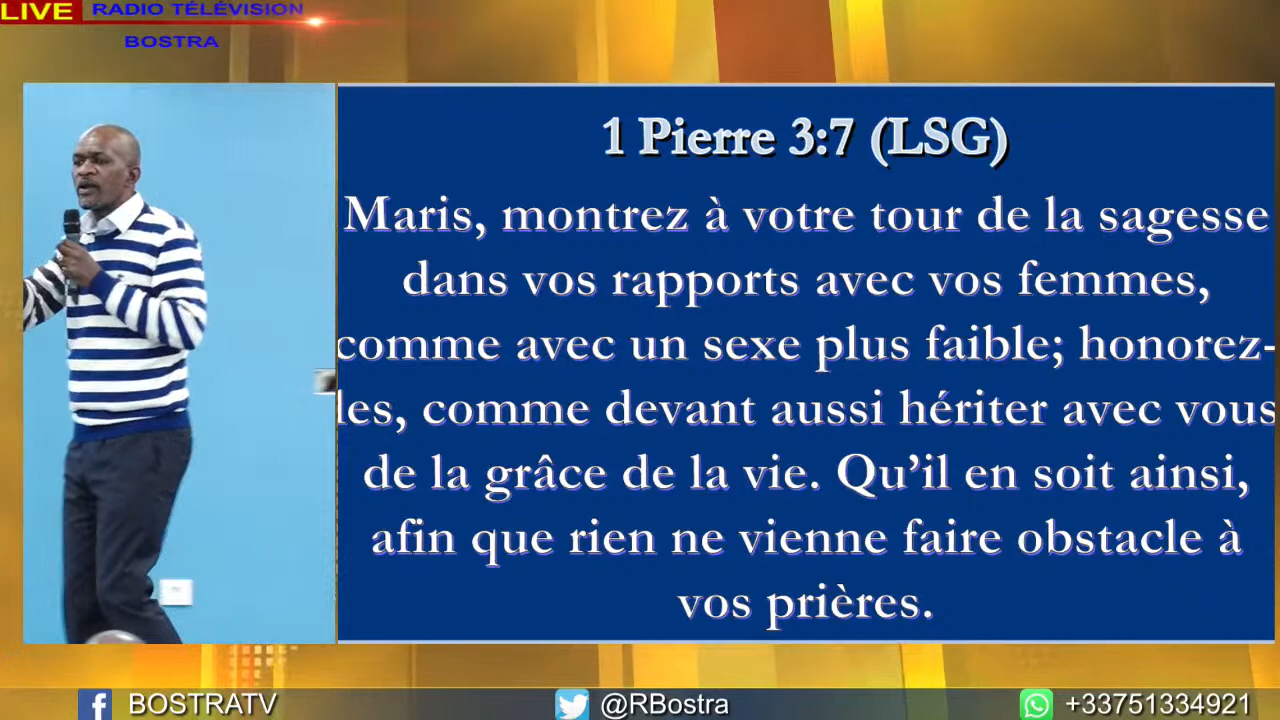 LIVE RADIO TÉLÉVISION
BOSTRA
1 Pierre 3:7 (LSG)
Maris, montrez à votre tour de la sagesse
dans vos rapports avec vos femmes,
comme avec un sexe plus faible; honorez-
les, comme devant aussi hériter avec vous
de la grâce de la vie. Qu’il en soit ainsi,
afin que rien ne vienne faire obstacle à
vos prières.
BOSTRATV @RBostra +33751334921